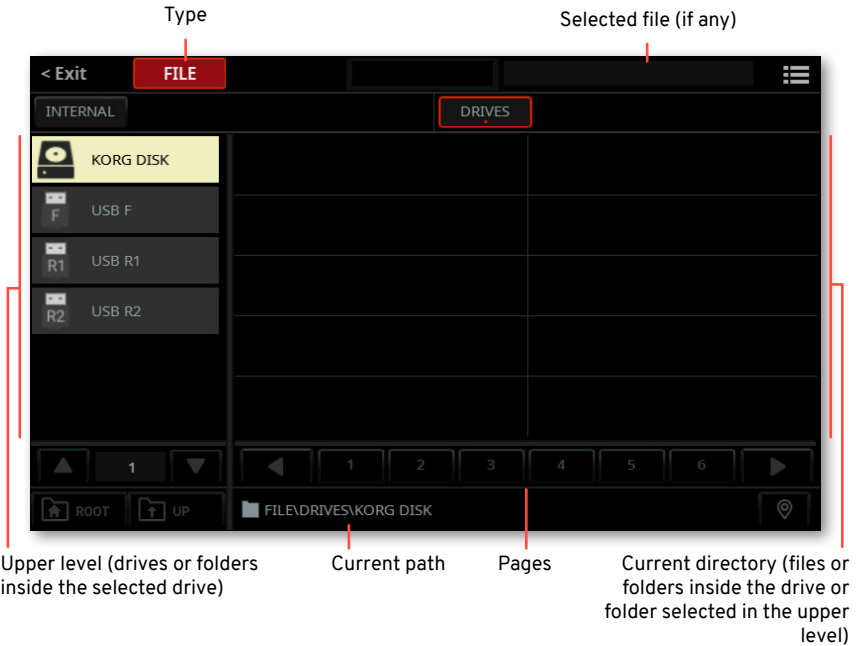 Type
Selected file (if any)
< Exit
FILE
INTERNAL
DRIVES
KORG DISK
F
USB F
R1
USB R1
R2
USB R2
1
1
2
3
4
5
6
ROOT
UP
FILE\DRIVES\KORG DISK
Upper level (drives or folders
inside the selected drive)
Current path
Pages
Current directory (files or
folders inside the drive or
folder selected in the upper
level)